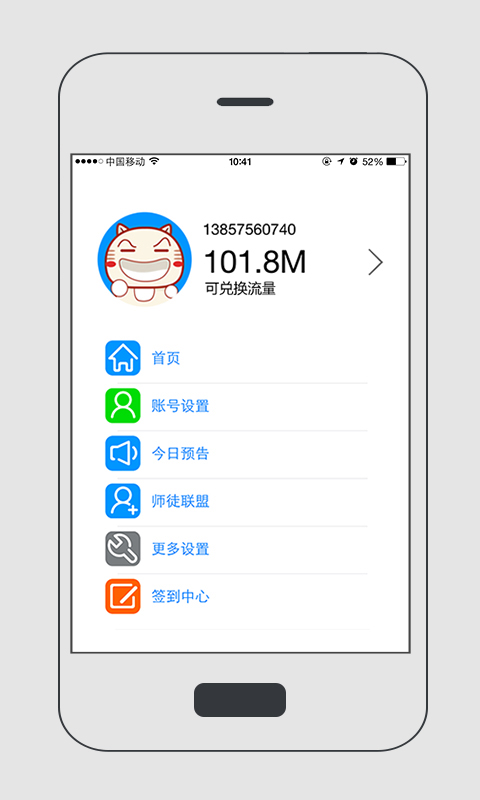 中国移动 10:41 52%
13857560740
101.8M
可兑换流量
首页
账号设置
今日预告
师徒联盟
更多设置
签到中心